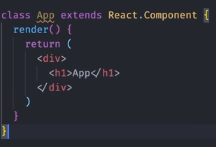 class App extends React.Component {
render() {
return (
<div>
<h1>App</h1>
</div>
)
}
}